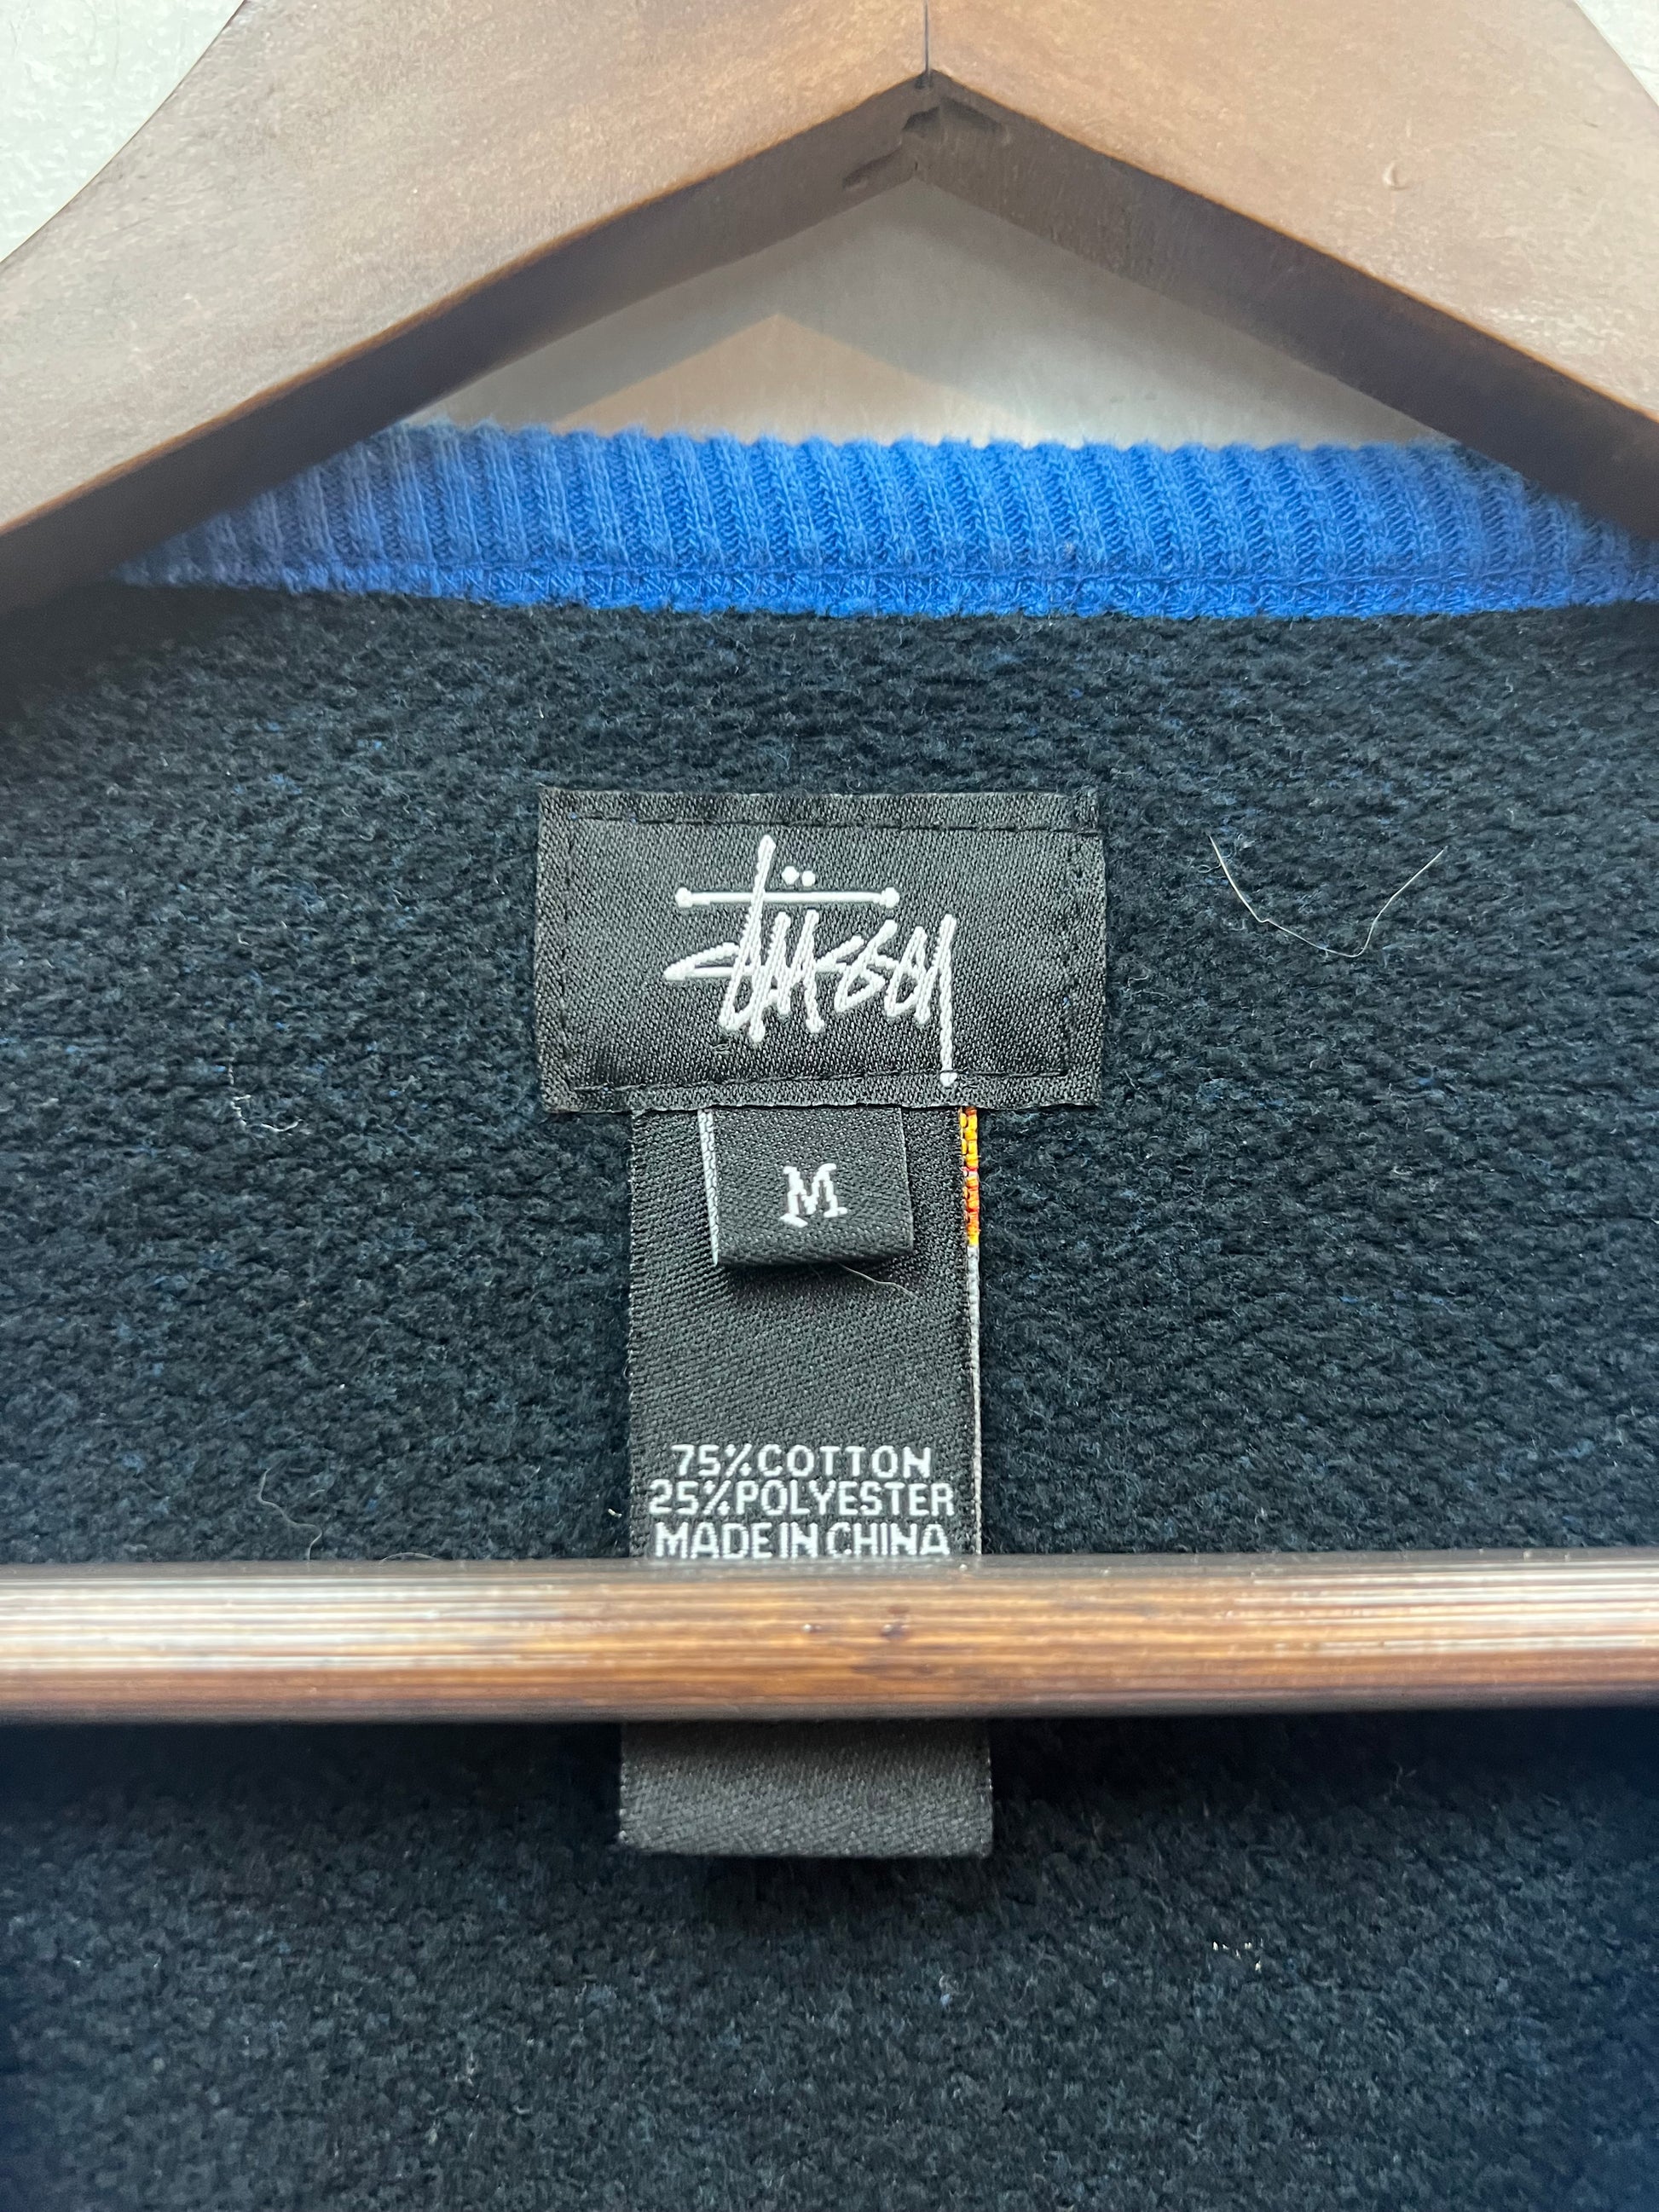 Stüssy
M
75%COTTON
25%POLYESTER
MADE IN CHINA